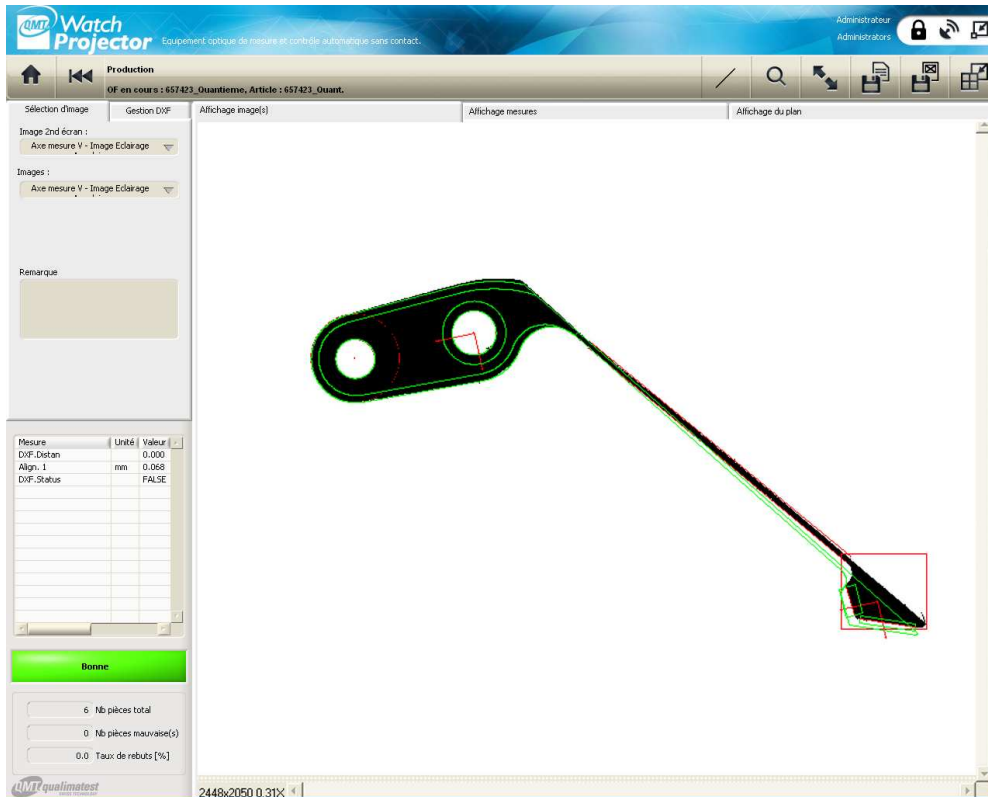 QMT Watch
Projector Equipement optique de mesure et contrôle automatique sans contact.
Administrateur
Administrators
Production
OF en cours : 657423_Quantieme, Article : 657423_Quant.
Sélection d'image
Gestion DXF
Affichage image(s)
Affichage mesures
Affichage du plan
Image 2nd écran :
Axe mesure V - Image Eclairage
Images :
Axe mesure V - Image Eclairage
Remarque
Mesure Unité Valeur
DXF.Distan 0.000
Align. 1 mm 0.068
DXF.Status FALSE
Bonne
6 Nb pièces total
0 Nb pièces mauvaise(s)
0.0 Taux de rebuts [%]
QMT qualimatest
2448x2050 0.31X